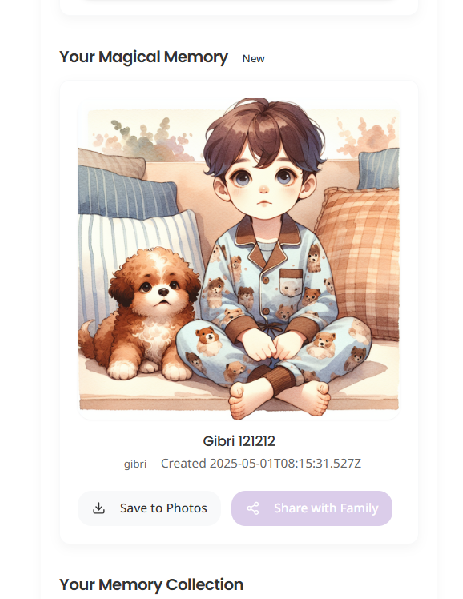 Your Magical Memory New
Gibri 121212
gibri Created 2025-05-01T08:15:31.527Z
Save to Photos Share with Family
Your Memory Collection